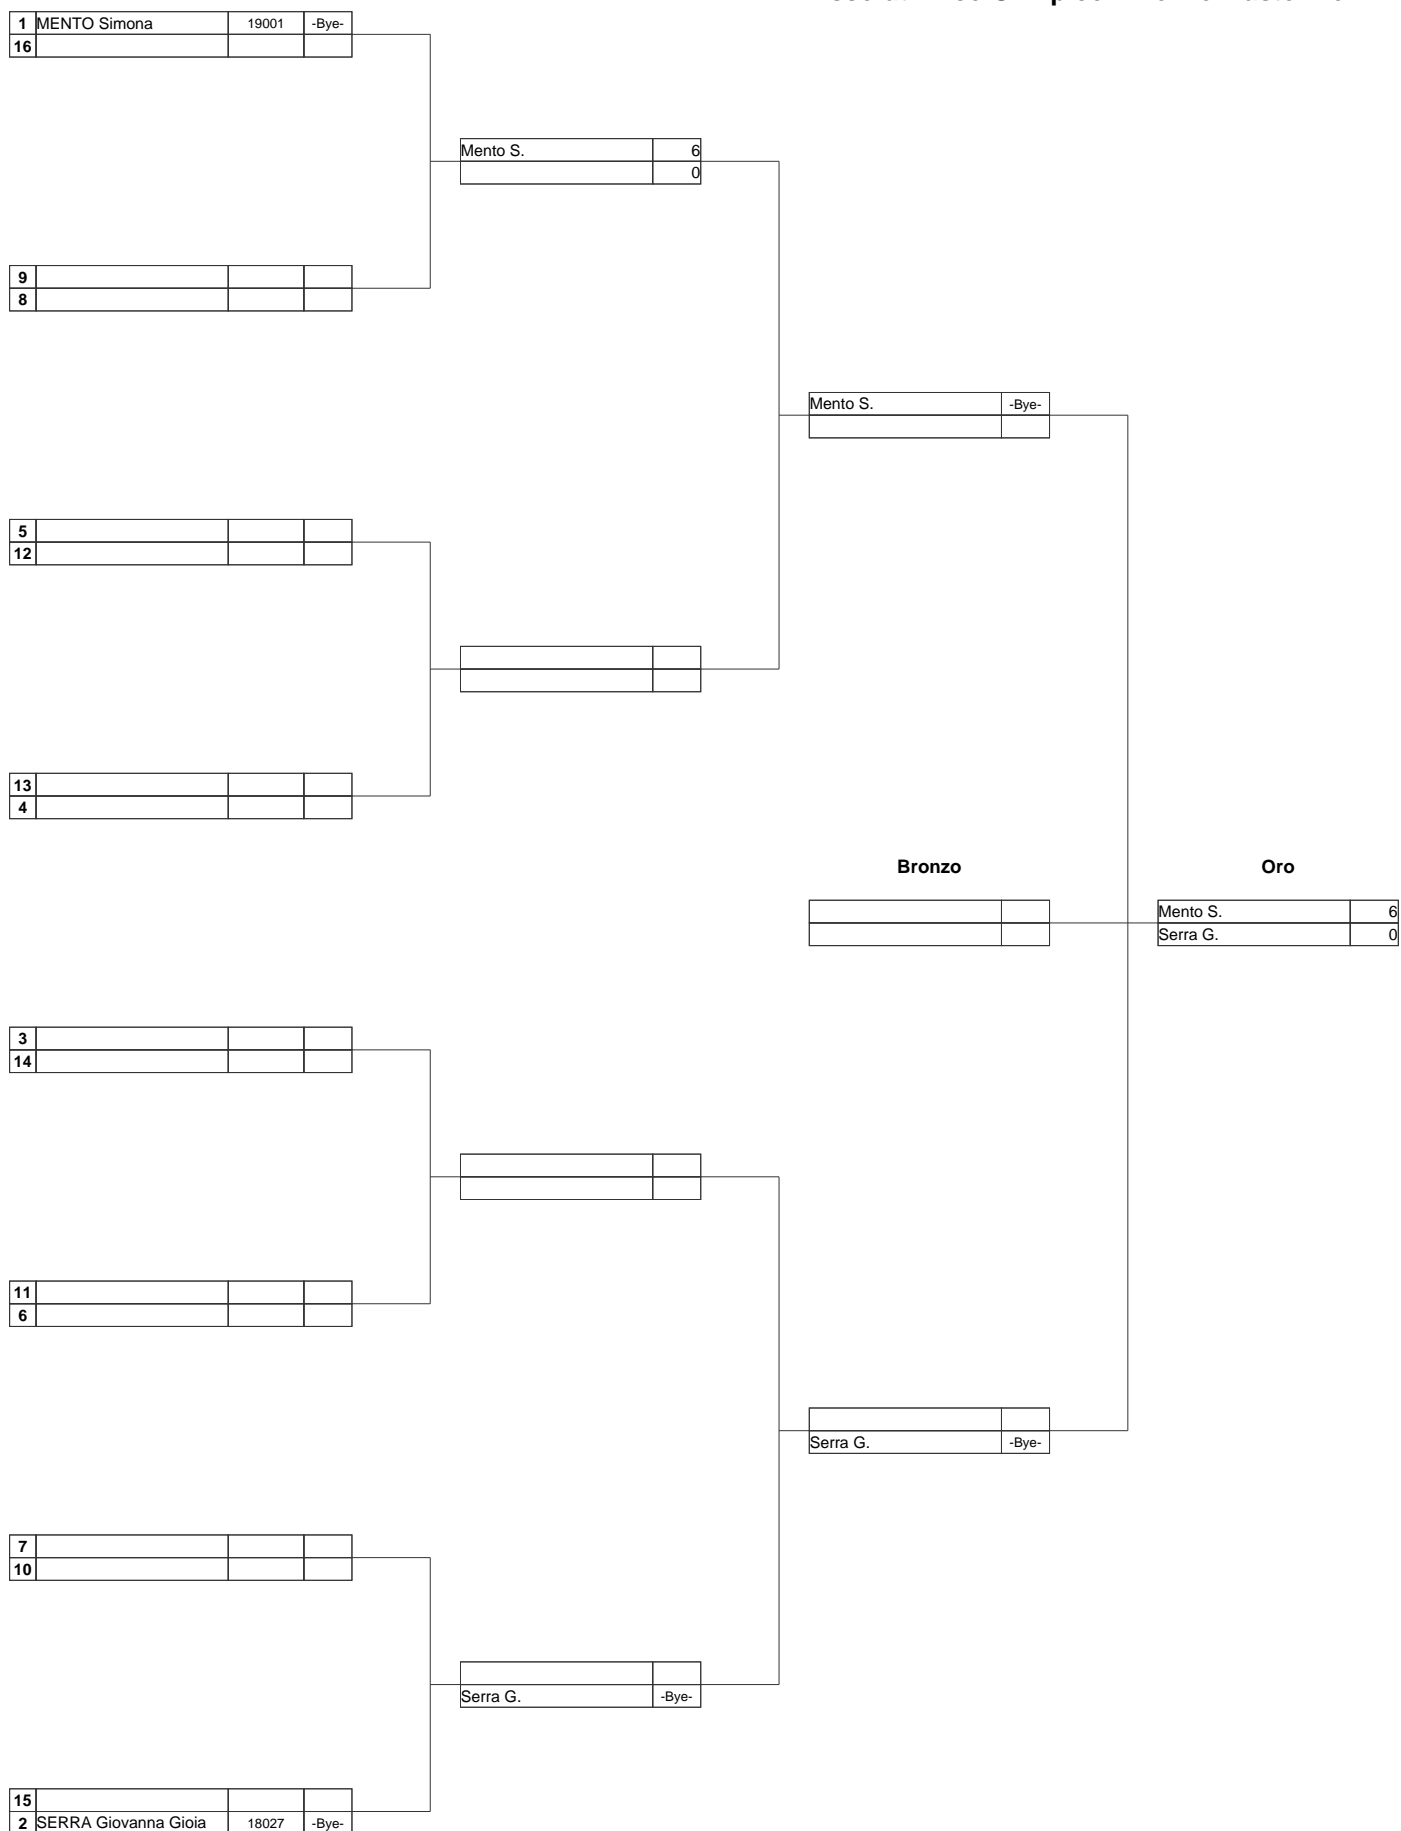 1 MENTO Simona 19001 -Bye-
16
Mento S. 6
0
9
8
Mento S. -Bye-
5
12
13
4
Bronzo Oro
Mento S. 6
Serra G. 0
3
14
11
6
Serra G. -Bye-
7
10
Serra G. -Bye-
15
2 SERRA Giovanna Gioia 18027 -Bye-